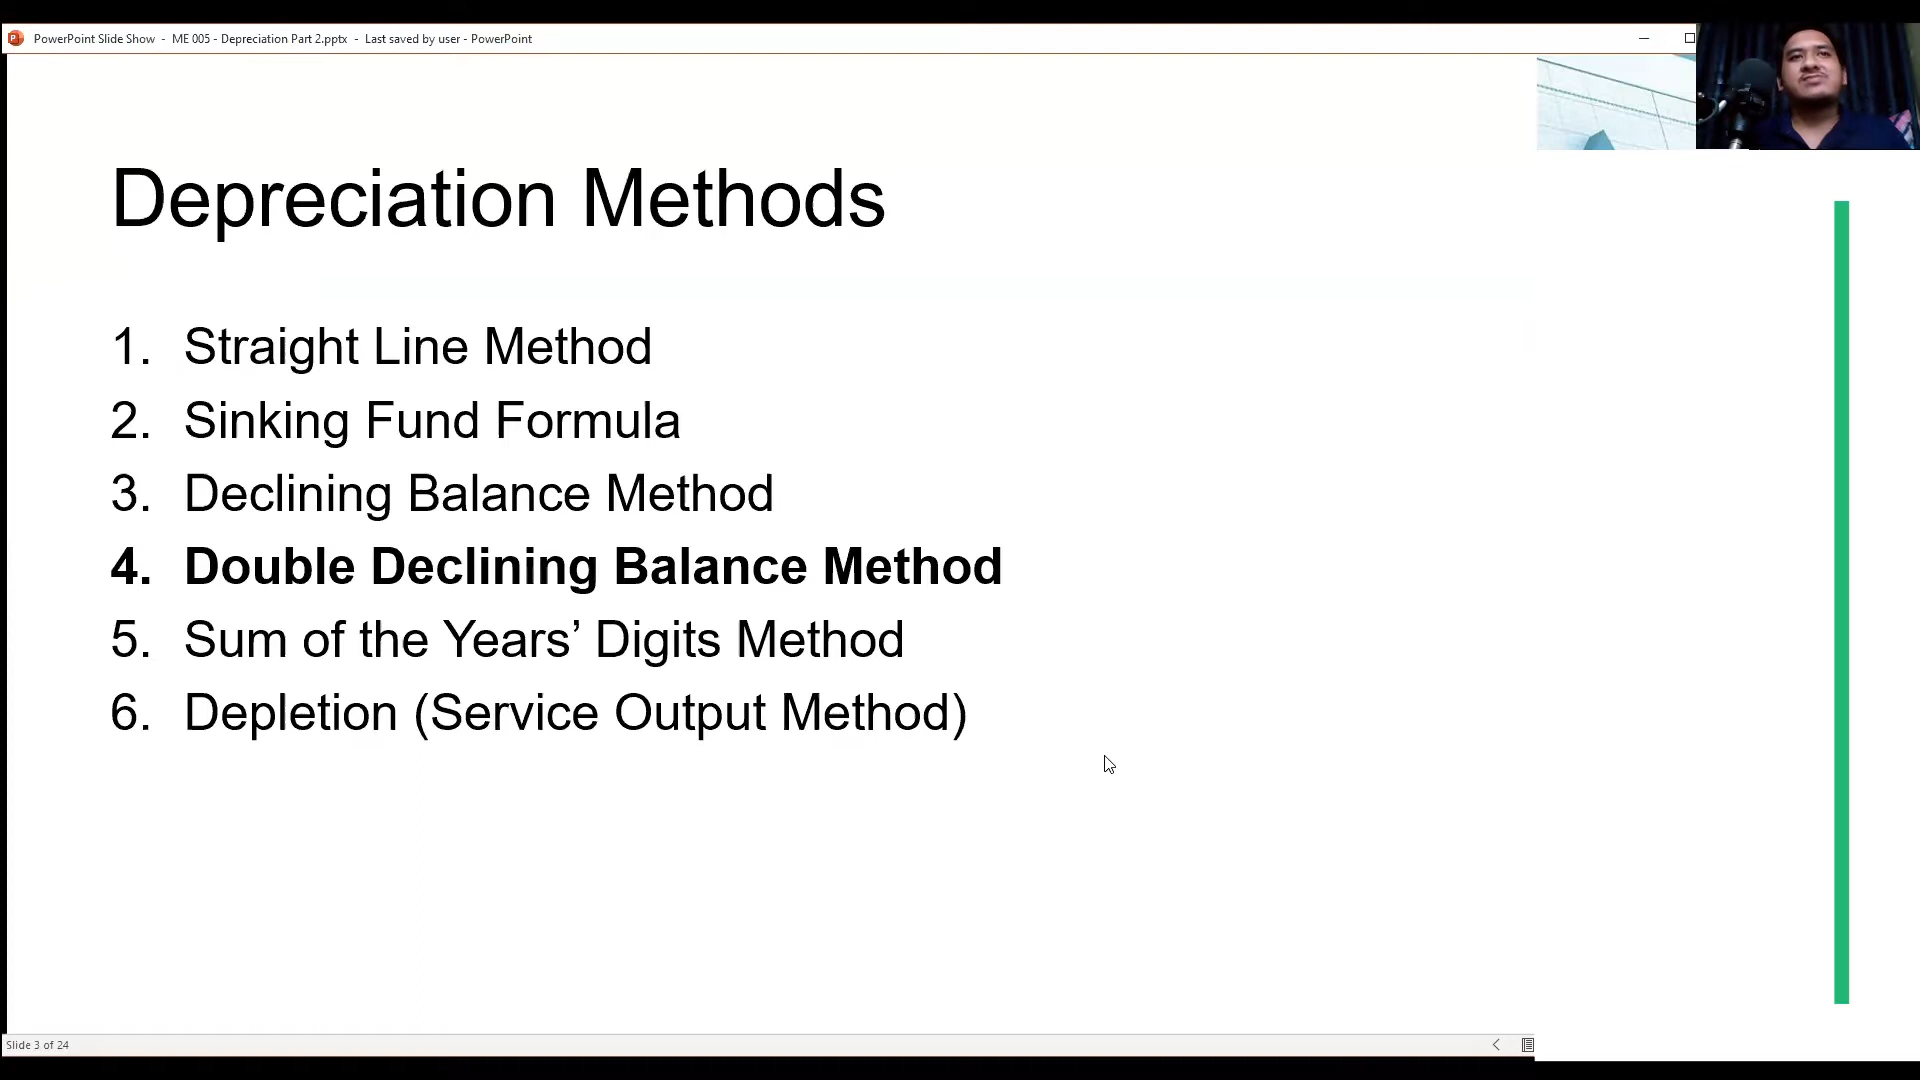 PowerPoint Slide Show - ME 005 - Depreciation Part 2.pptx - Last saved by user - PowerPoint
Depreciation Methods
1. Straight Line Method
2. Sinking Fund Formula
3. Declining Balance Method
4. Double Declining Balance Method
5. Sum of the Years’ Digits Method
6. Depletion (Service Output Method)
Slide 3 of 24